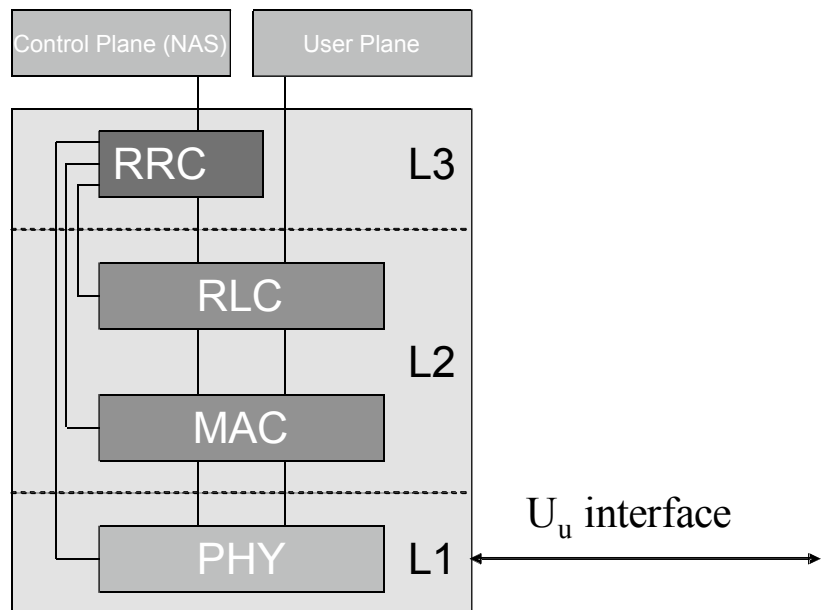 Control Plane (NAS)
User Plane
RRC
L3
RLC
L2
MAC
Uu interface
PHY
L1